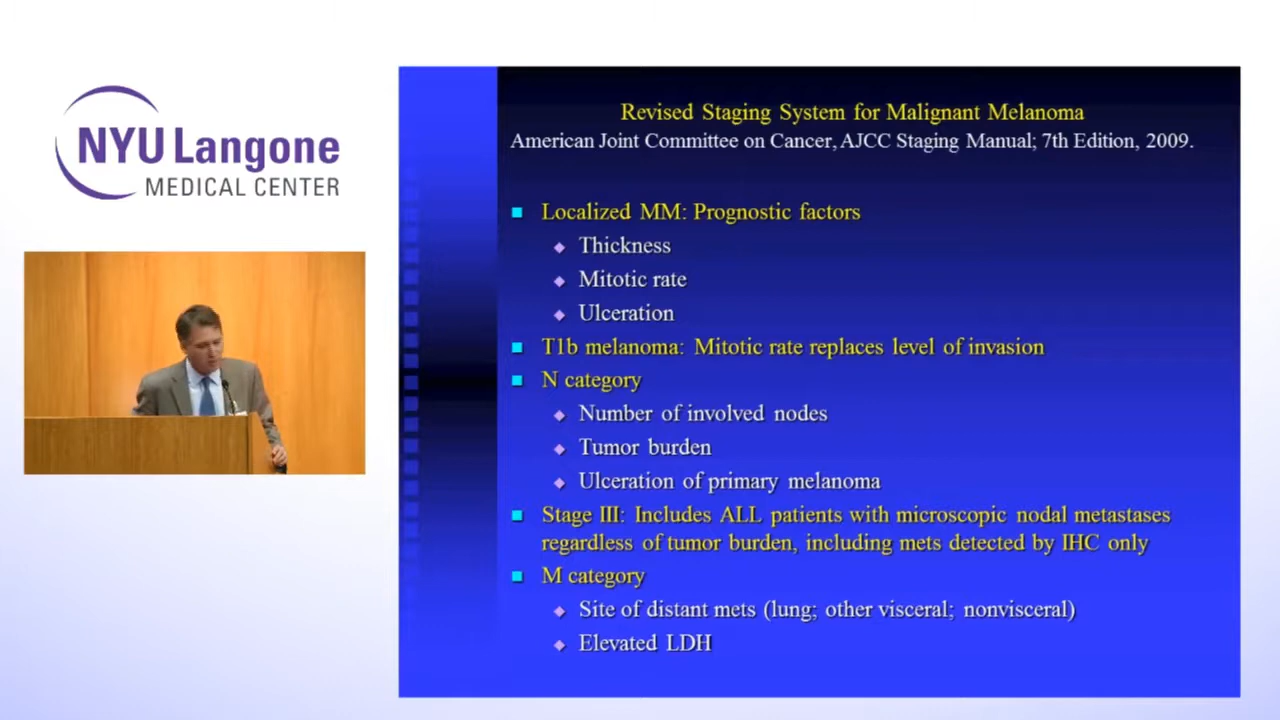 NYU Langone
MEDICAL CENTER
Revised Staging System for Malignant Melanoma
American Joint Committee on Cancer, AJCC Staging Manual; 7th Edition, 2009.
Localized MM: Prognostic factors
Thickness
Mitotic rate
Ulceration
T1b melanoma: Mitotic rate replaces level of invasion
N category
Number of involved nodes
Tumor burden
Ulceration of primary melanoma
Stage III: Includes ALL patients with microscopic nodal metastases
regardless of tumor burden, including mets detected by IHC only
M category
Site of distant mets (lung; other visceral; nonvisceral)
Elevated LDH